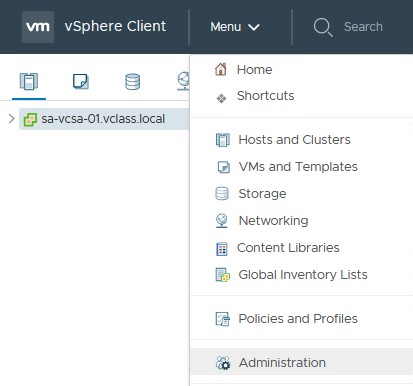 vm vSphere Client Menu Search
Home
Shortcuts
sa-vcsa-01.vclass.local
Hosts and Clusters
VMs and Templates
Storage
Networking
Content Libraries
Global Inventory Lists
Policies and Profiles
Administration